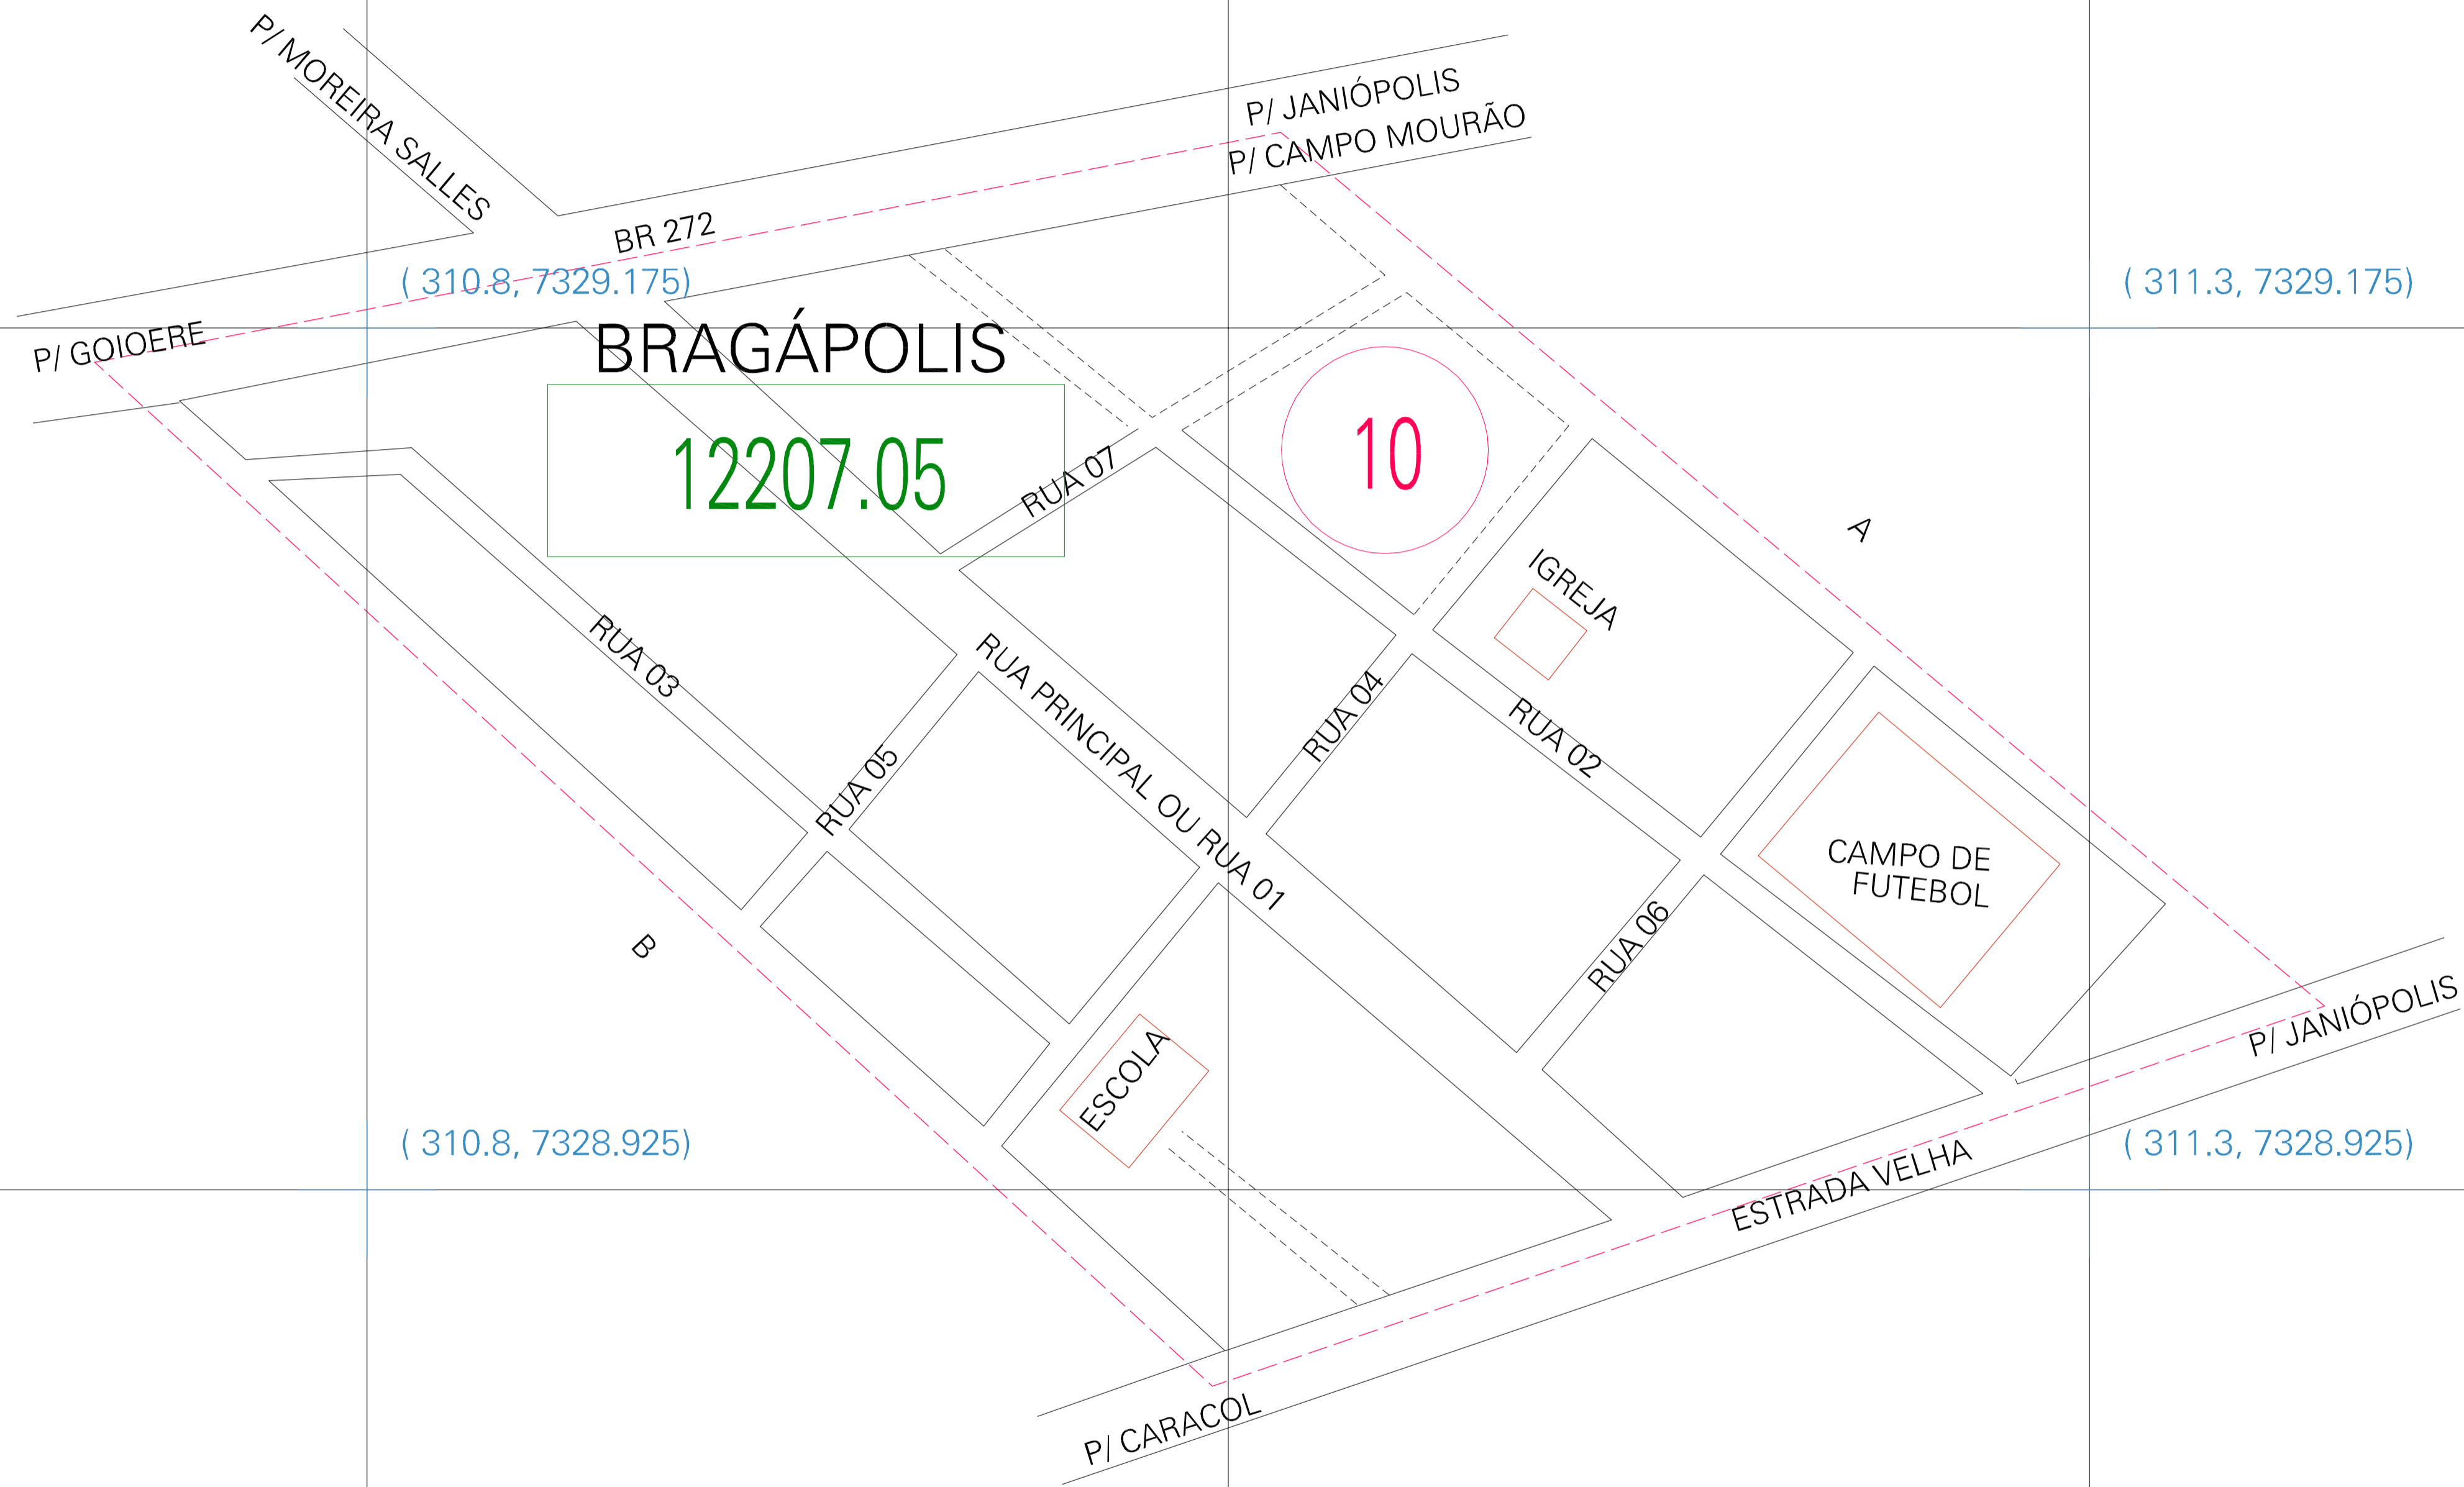 P/ MOREIRA SALLES
P/ JANIÓPOLIS
P/ CAMPO MOURÃO
BR 272
( 310.8, 7329.175)
( 311.3, 7329.175)
P/ GOIOERE
BRAGÁPOLIS
12207.05
10
RUA 07
A
IGREJA
RUA 03
RUA PRINCIPAL OU RUA 01
RUA 04
RUA 02
RUA 05
CAMPO DE
FUTEBOL
RUA 06
B
ESCOLA
P/ JANIÓPOLIS
( 310.8, 7328.925)
( 311.3, 7328.925)
ESTRADA VELHA
P/ CARACOL